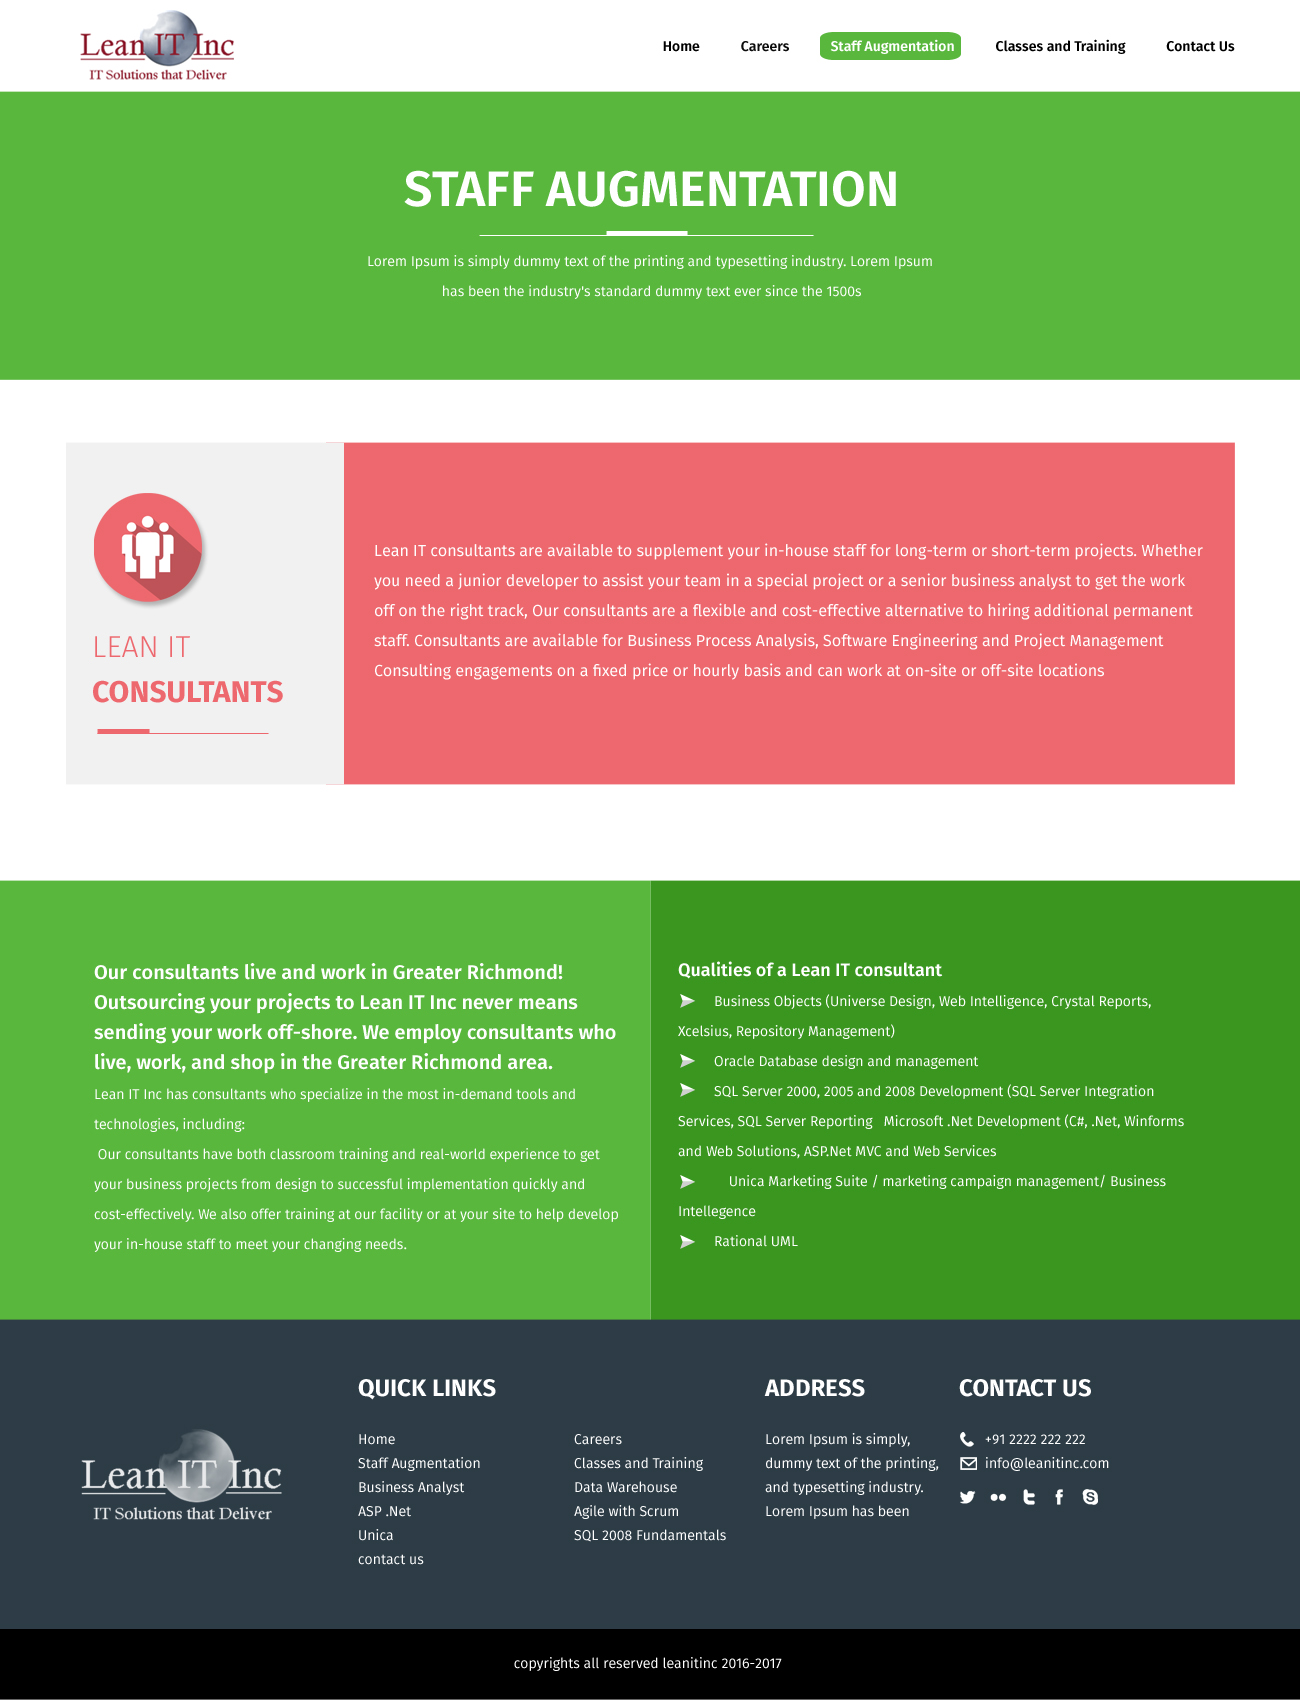 Lean IT Inc
IT Solutions that Deliver
Home
Careers
Staff Augmentation
Classes and Training
Contact Us
STAFF AUGMENTATION
Lorem Ipsum is simply dummy text of the printing and typesetting industry. Lorem Ipsum
has been the industry's standard dummy text ever since the 1500s
LEAN IT
CONSULTANTS
Lean IT consultants are available to supplement your in-house staff for long-term or short-term projects. Whether
you need a junior developer to assist your team in a special project or a senior business analyst to get the work
off on the right track, Our consultants are a flexible and cost-effective alternative to hiring additional permanent
staff. Consultants are available for Business Process Analysis, Software Engineering and Project Management
Consulting engagements on a fixed price or hourly basis and can work at on-site or off-site locations
Our consultants live and work in Greater Richmond!
Outsourcing your projects to Lean IT Inc never means
sending your work off-shore. We employ consultants who
live, work, and shop in the Greater Richmond area.
Lean IT Inc has consultants who specialize in the most in-demand tools and
technologies, including:
Our consultants have both classroom training and real-world experience to get
your business projects from design to successful implementation quickly and
cost-effectively. We also offer training at our facility or at your site to help develop
your in-house staff to meet your changing needs.
Qualities of a Lean IT consultant
Business Objects (Universe Design, Web Intelligence, Crystal Reports,
Xcelsius, Repository Management)
Oracle Database design and management
SQL Server 2000, 2005 and 2008 Development (SQL Server Integration
Services, SQL Server Reporting   Microsoft .Net Development (C#, .Net, Winforms
and Web Solutions, ASP.Net MVC and Web Services
Unica Marketing Suite / marketing campaign management/ Business
Intellegence
Rational UML
Lean IT Inc
IT Solutions that Deliver
QUICK LINKS
Home
Staff Augmentation
Business Analyst
ASP .Net
Unica
contact us
Careers
Classes and Training
Data Warehouse
Agile with Scrum
SQL 2008 Fundamentals
ADDRESS
Lorem Ipsum is simply,
dummy text of the printing,
and typesetting industry.
Lorem Ipsum has been
CONTACT US
+91 2222 222 222
info@leanitinc.com
copyrights all reserved leanitinc 2016-2017